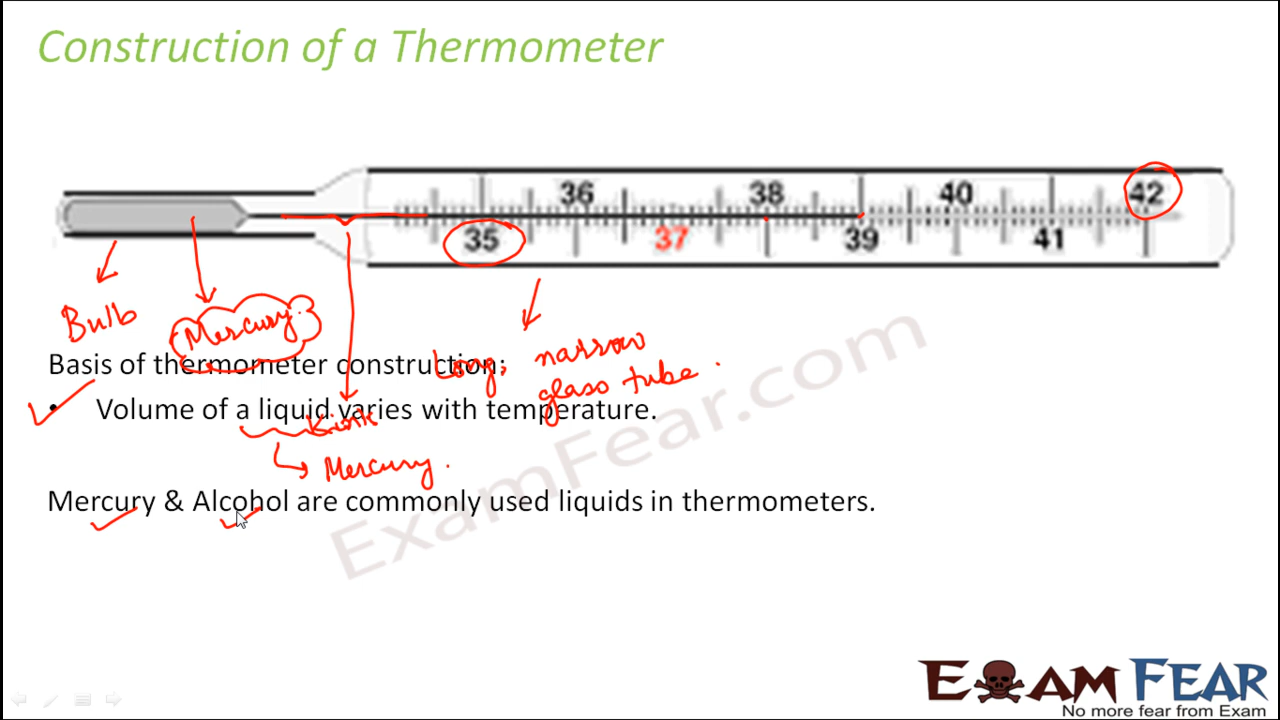 Construction of a Thermometer
36 38 40 42
35 37 39 41
Bulb
Mercury.
Long, narrow
glass tube.
Basis of thermometer construction:
• Volume of a liquid varies with temperature.
Kink
Mercury.
Mercury & Alcohol are commonly used liquids in thermometers.
ExamFear.com
EXAM FEAR
No more fear from Exam